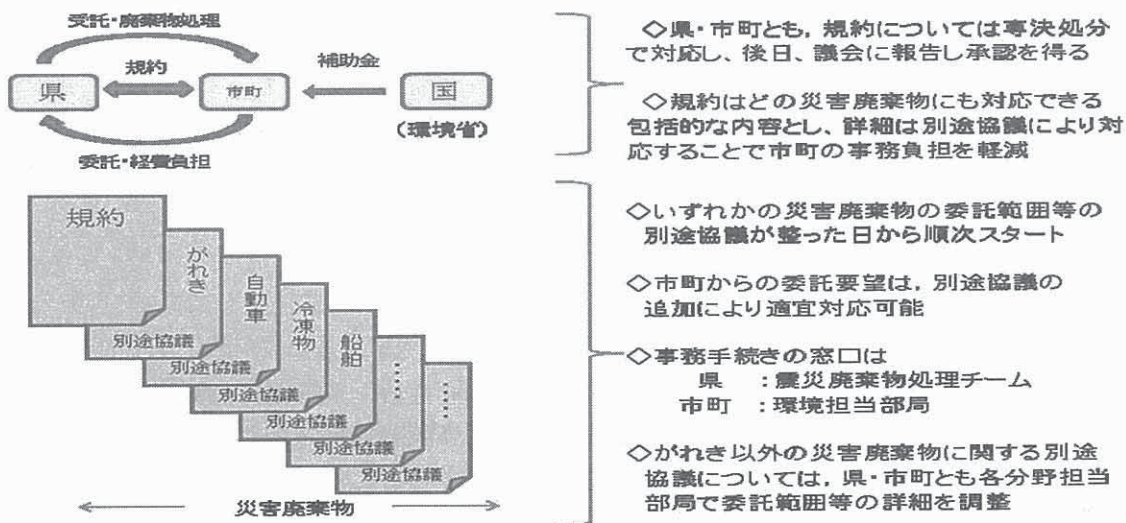 受託・廃棄物処理
規約
補助金
県
市町
国
(環境省)
委託・経費負担
◇県・市町とも，規約については専決処分
で対応し、後日、議会に報告し承認を得る
◇規約はどの災害廃棄物にも対応できる
包括的な内容とし、詳細は別途協議により対
応することで市町の事務負担を軽減
規約
がれき
別途協議
自動車
別途協議
冷凍物
別途協議
船舶
別途協議
……
別途協議
……
別途協議
災害廃棄物
◇いずれかの災害廃棄物の委託範囲等の
別途協議が整った日から順次スタート
◇市町からの委託要望は，別途協議の
追加により適宜対応可能
◇事務手続きの窓口は
県　：震災廃棄物処理チーム
市町　：環境担当部局
◇がれき以外の災害廃棄物に関する別途
協議については，県・市町とも各分野担当
部局で委託範囲等の詳細を調整